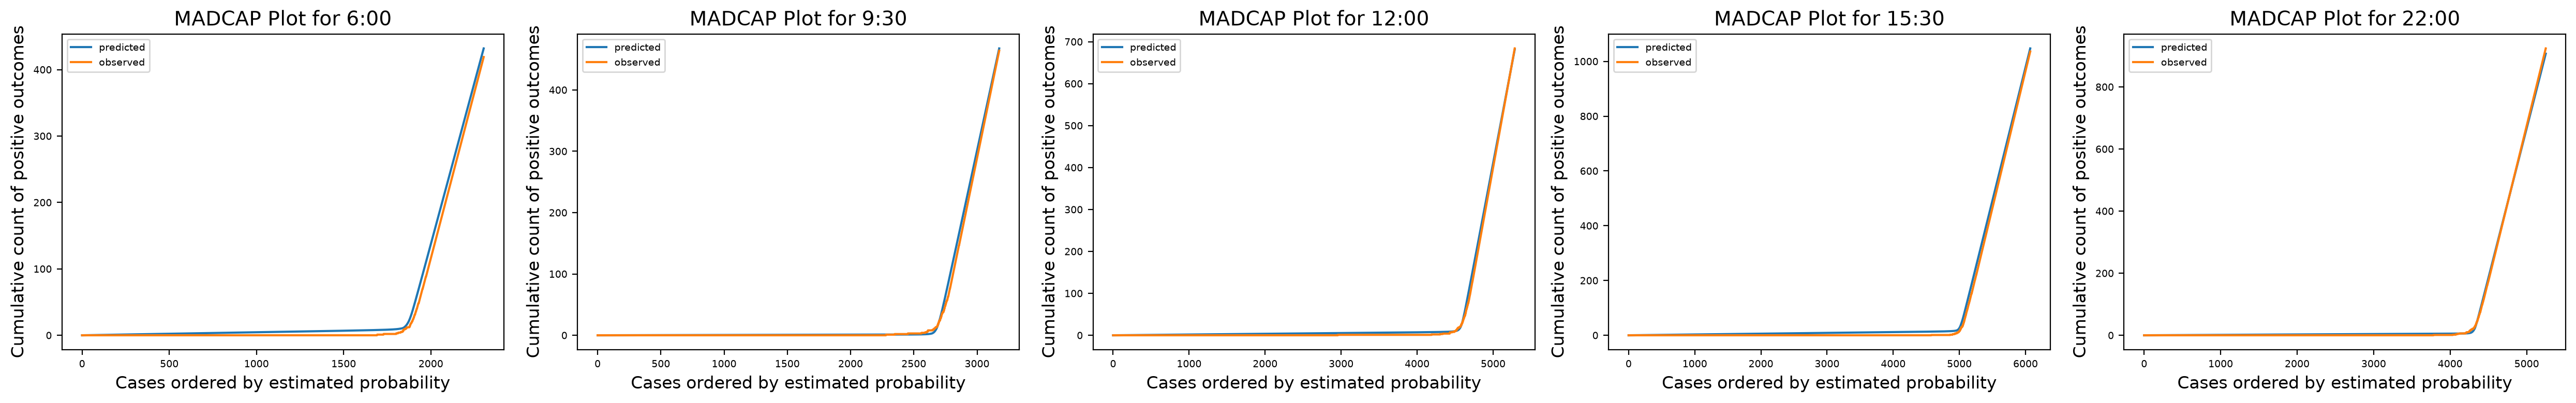 MADCAP Plot for 6:00
Cumulative count of positive outcomes
predicted
observed
400
300
200
100
0
0 500 1000 1500 2000
Cases ordered by estimated probability
MADCAP Plot for 9:30
Cumulative count of positive outcomes
predicted
observed
400
300
200
100
0
0 500 1000 1500 2000 2500 3000
Cases ordered by estimated probability
MADCAP Plot for 12:00
Cumulative count of positive outcomes
700
predicted
observed
600
500
400
300
200
100
0
0 1000 2000 3000 4000 5000
Cases ordered by estimated probability
MADCAP Plot for 15:30
Cumulative count of positive outcomes
predicted
observed
1000
800
600
400
200
0
0 1000 2000 3000 4000 5000 6000
Cases ordered by estimated probability
MADCAP Plot for 22:00
Cumulative count of positive outcomes
predicted
observed
800
600
400
200
0
0 1000 2000 3000 4000 5000
Cases ordered by estimated probability